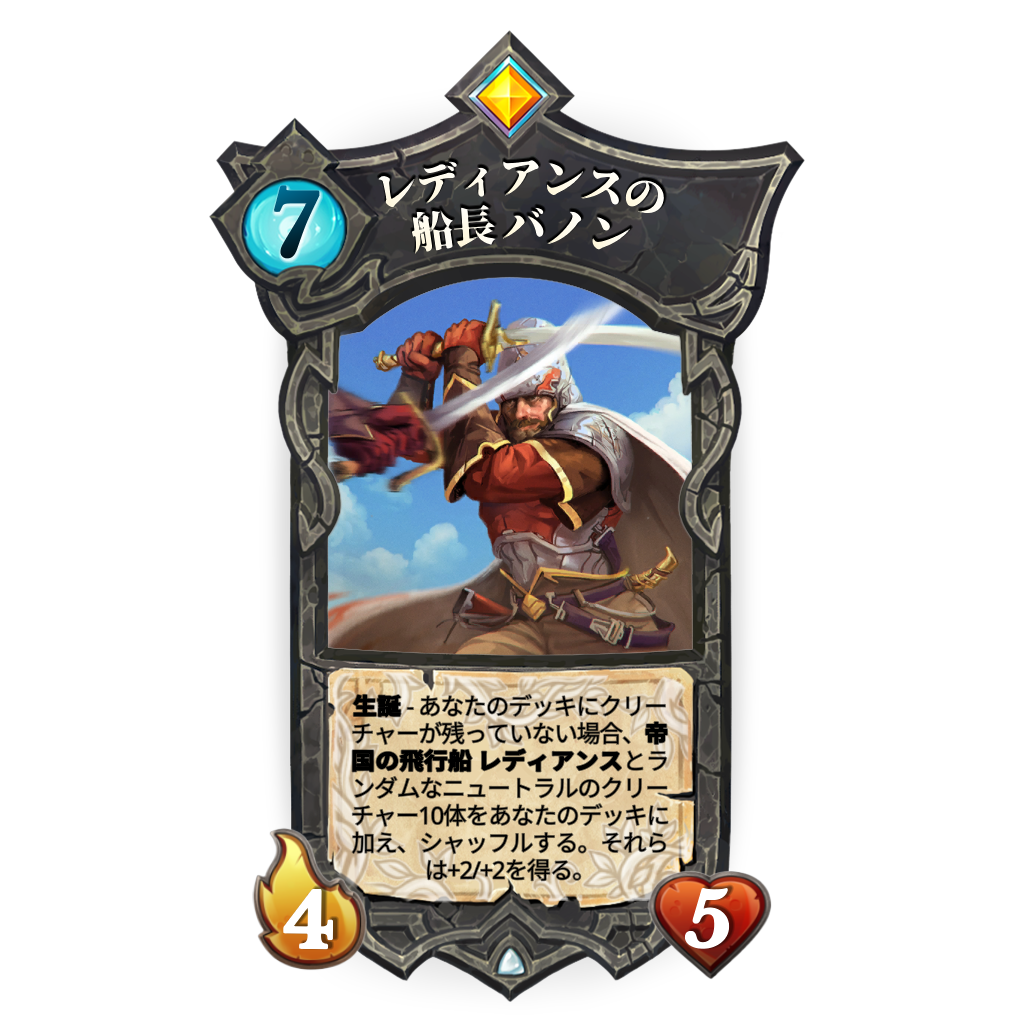 7
レディアンスの
船長 バノン
生誕 - あなたのデッキにクリー
チャーが残っていない場合、帝
国の飛行船 レディアンスとラ
ンダムなニュートラルのクリー
チャー10体をあなたのデッキに
加え、シャッフルする。それら
は+2/+2を得る。
4
5